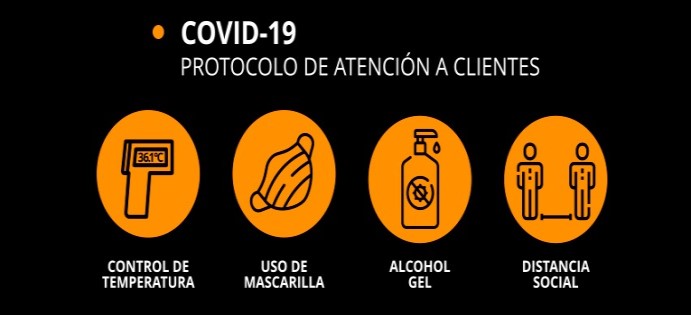 COVID-19
PROTOCOLO DE ATENCIÓN A CLIENTES
36.1°C
CONTROL DE
TEMPERATURA
USO DE
MASCARILLA
ALCOHOL
GEL
DISTANCIA
SOCIAL